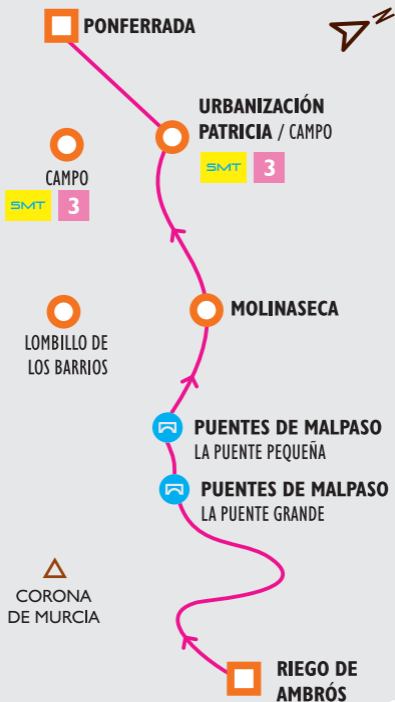 N
PONFERRADA
URBANIZACIÓN
PATRICIA / CAMPO
SMT 3
CAMPO
SMT 3
MOLINASECA
LOMBILLO DE
LOS BARRIOS
PUENTES DE MALPASO
LA PUENTE PEQUEÑA
PUENTES DE MALPASO
LA PUENTE GRANDE
CORONA
DE MURCÍA
RIEGO DE
AMBRÓS